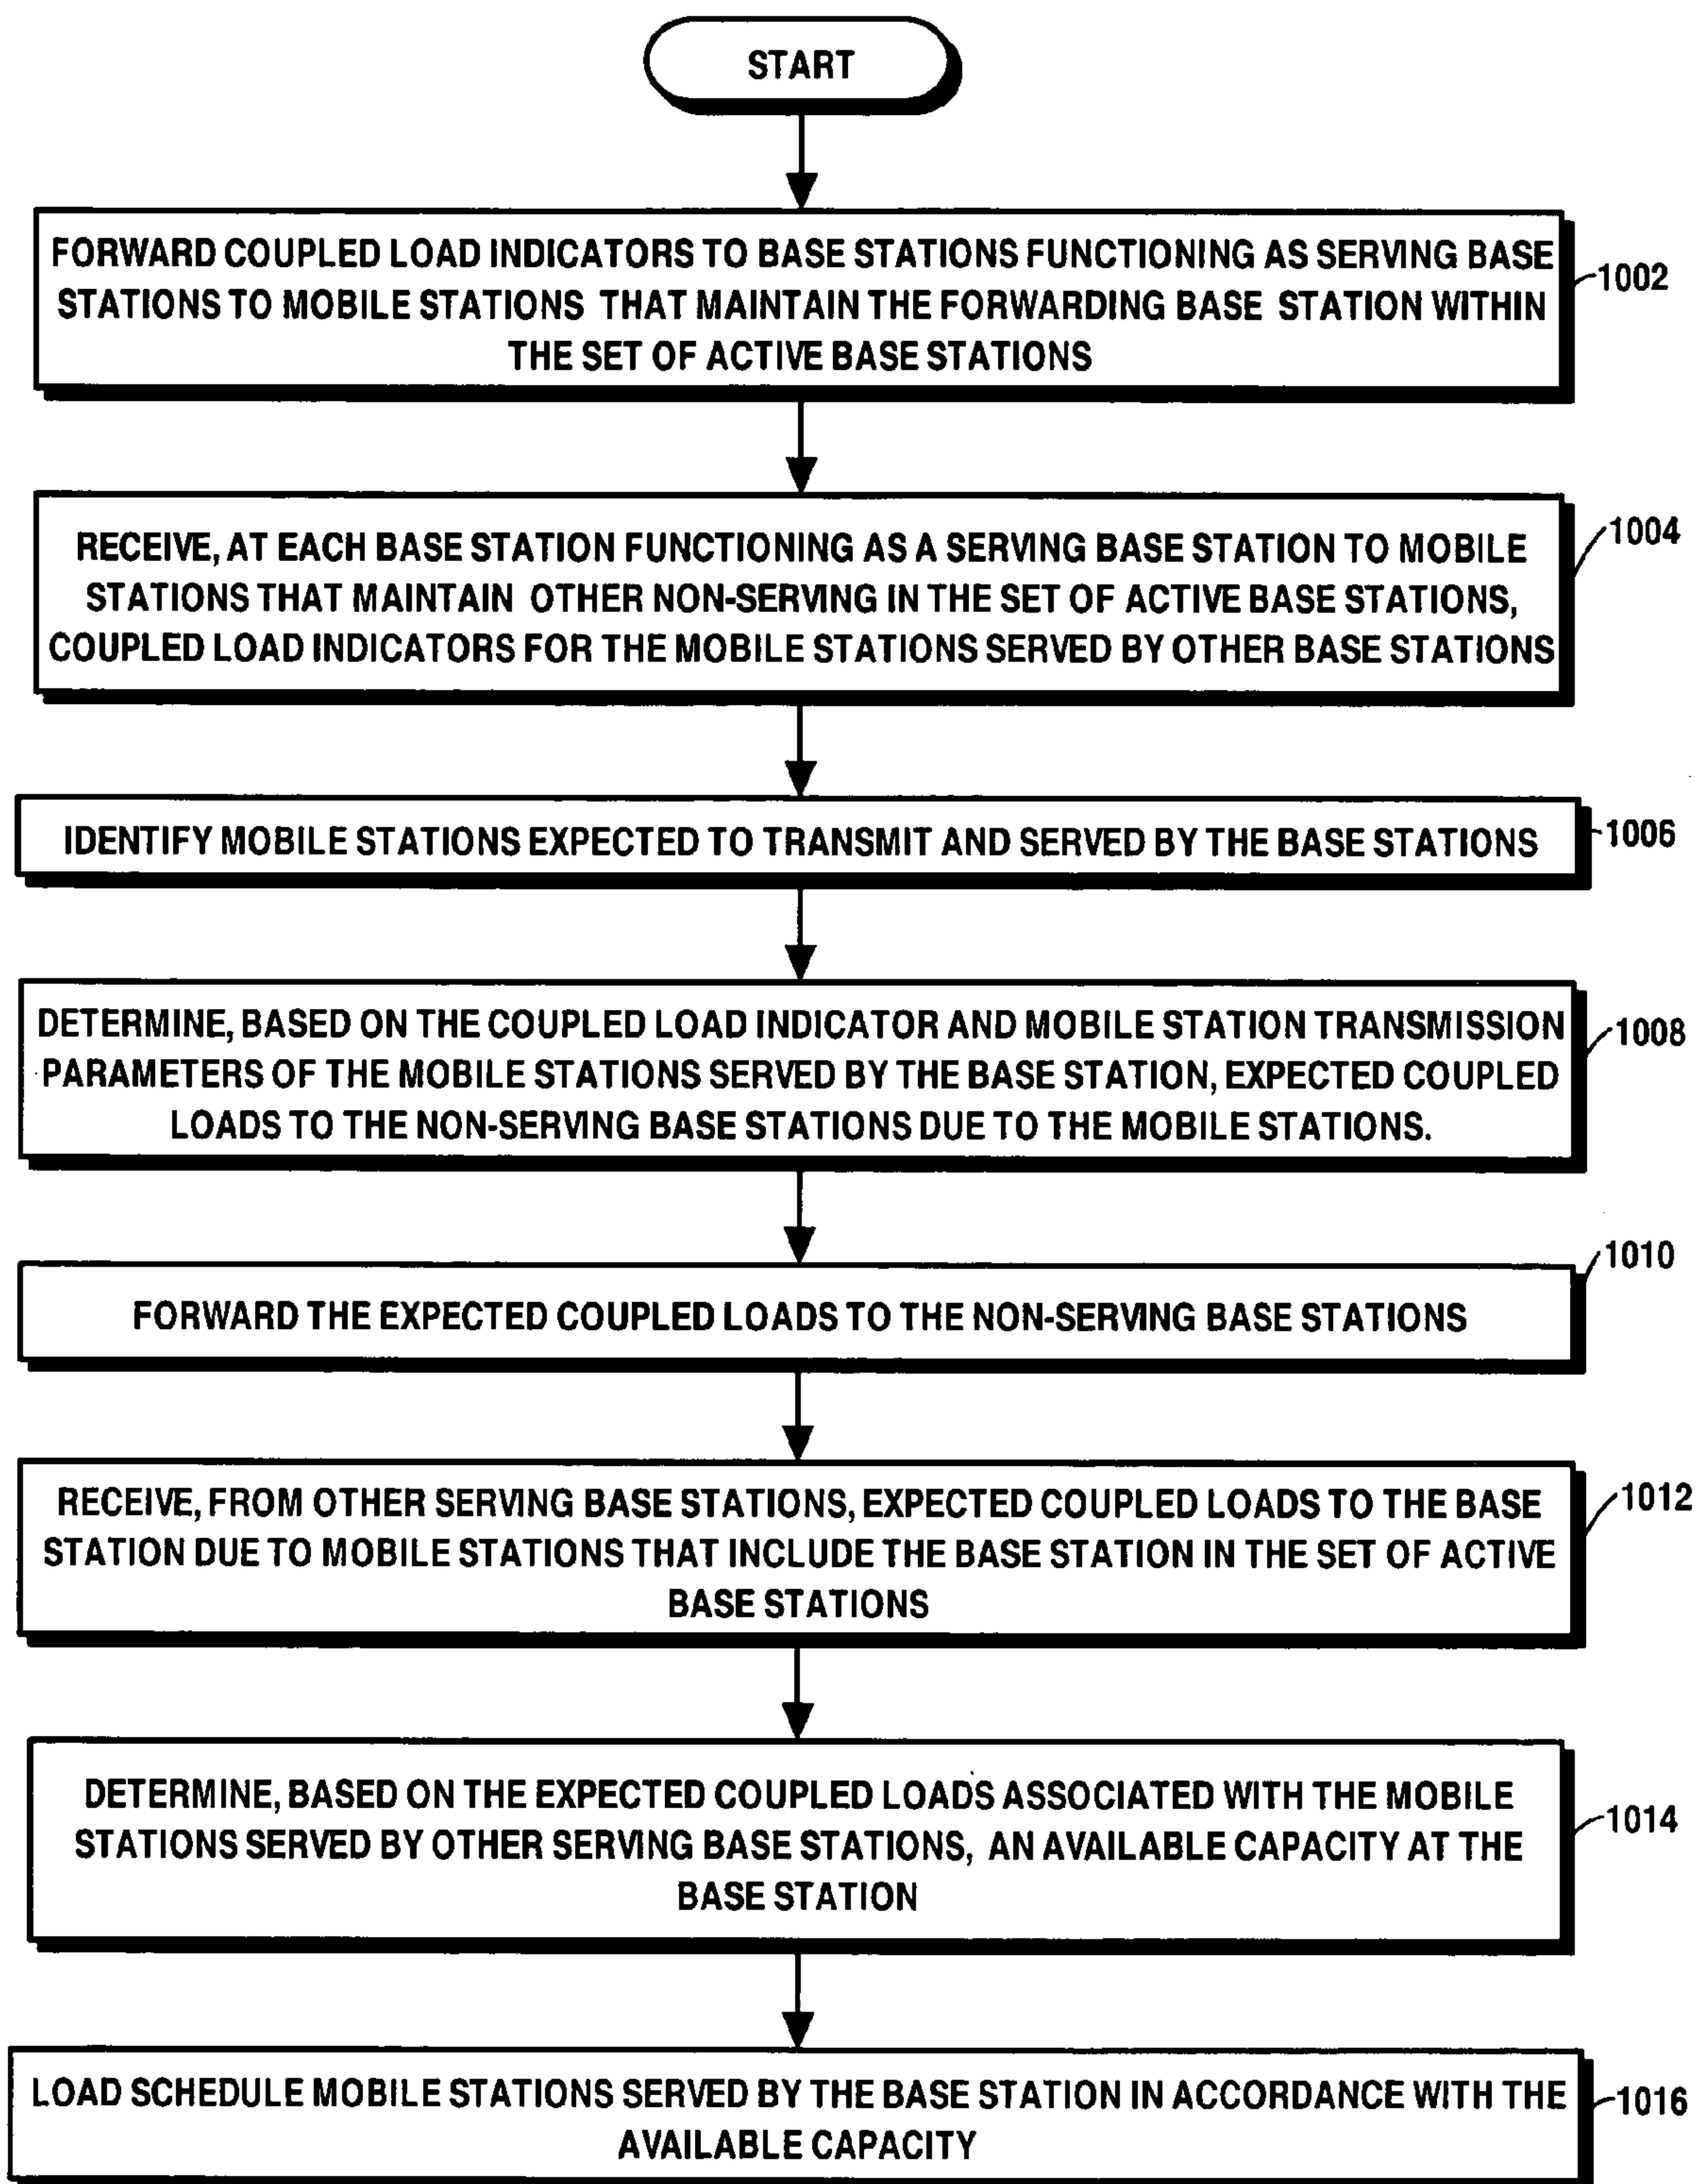 START
FORWARD COUPLED LOAD INDICATORS TO BASE STATIONS FUNCTIONING AS SERVING BASE
STATIONS TO MOBILE STATIONS THAT MAINTAIN THE FORWARDING BASE STATION WITHIN
THE SET OF ACTIVE BASE STATIONS
1002
RECEIVE, AT EACH BASE STATION FUNCTIONING AS A SERVING BASE STATION TO MOBILE
STATIONS THAT MAINTAIN OTHER NON-SERVING IN THE SET OF ACTIVE BASE STATIONS,
COUPLED LOAD INDICATORS FOR THE MOBILE STATIONS SERVED BY OTHER BASE STATIONS
1004
IDENTIFY MOBILE STATIONS EXPECTED TO TRANSMIT AND SERVED BY THE BASE STATIONS
1006
DETERMINE, BASED ON THE COUPLED LOAD INDICATOR AND MOBILE STATION TRANSMISSION
PARAMETERS OF THE MOBILE STATIONS SERVED BY THE BASE STATION, EXPECTED COUPLED
LOADS TO THE NON-SERVING BASE STATIONS DUE TO THE MOBILE STATIONS.
1008
FORWARD THE EXPECTED COUPLED LOADS TO THE NON-SERVING BASE STATIONS
1010
RECEIVE, FROM OTHER SERVING BASE STATIONS, EXPECTED COUPLED LOADS TO THE BASE
STATION DUE TO MOBILE STATIONS THAT INCLUDE THE BASE STATION IN THE SET OF ACTIVE
BASE STATIONS
1012
DETERMINE, BASED ON THE EXPECTED COUPLED LOADS ASSOCIATED WITH THE MOBILE
STATIONS SERVED BY OTHER SERVING BASE STATIONS, AN AVAILABLE CAPACITY AT THE
BASE STATION
1014
LOAD SCHEDULE MOBILE STATIONS SERVED BY THE BASE STATION IN ACCORDANCE WITH THE
AVAILABLE CAPACITY
1016